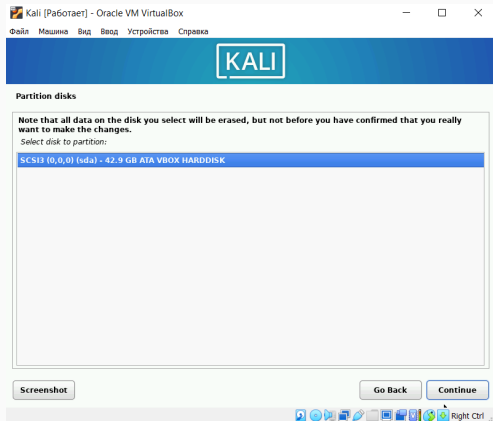 Kali [Работает] - Oracle VM VirtualBox
Файл Машина Вид Ввод Устройства Справка
KALI
Partition disks
Note that all data on the disk you select will be erased, but not before you have confirmed that you really
want to make the changes.
Select disk to partition:
SCSI3 (0,0,0) (sda) - 42.9 GB ATA VBOX HARDDISK
Screenshot Go Back Continue
Right Ctrl